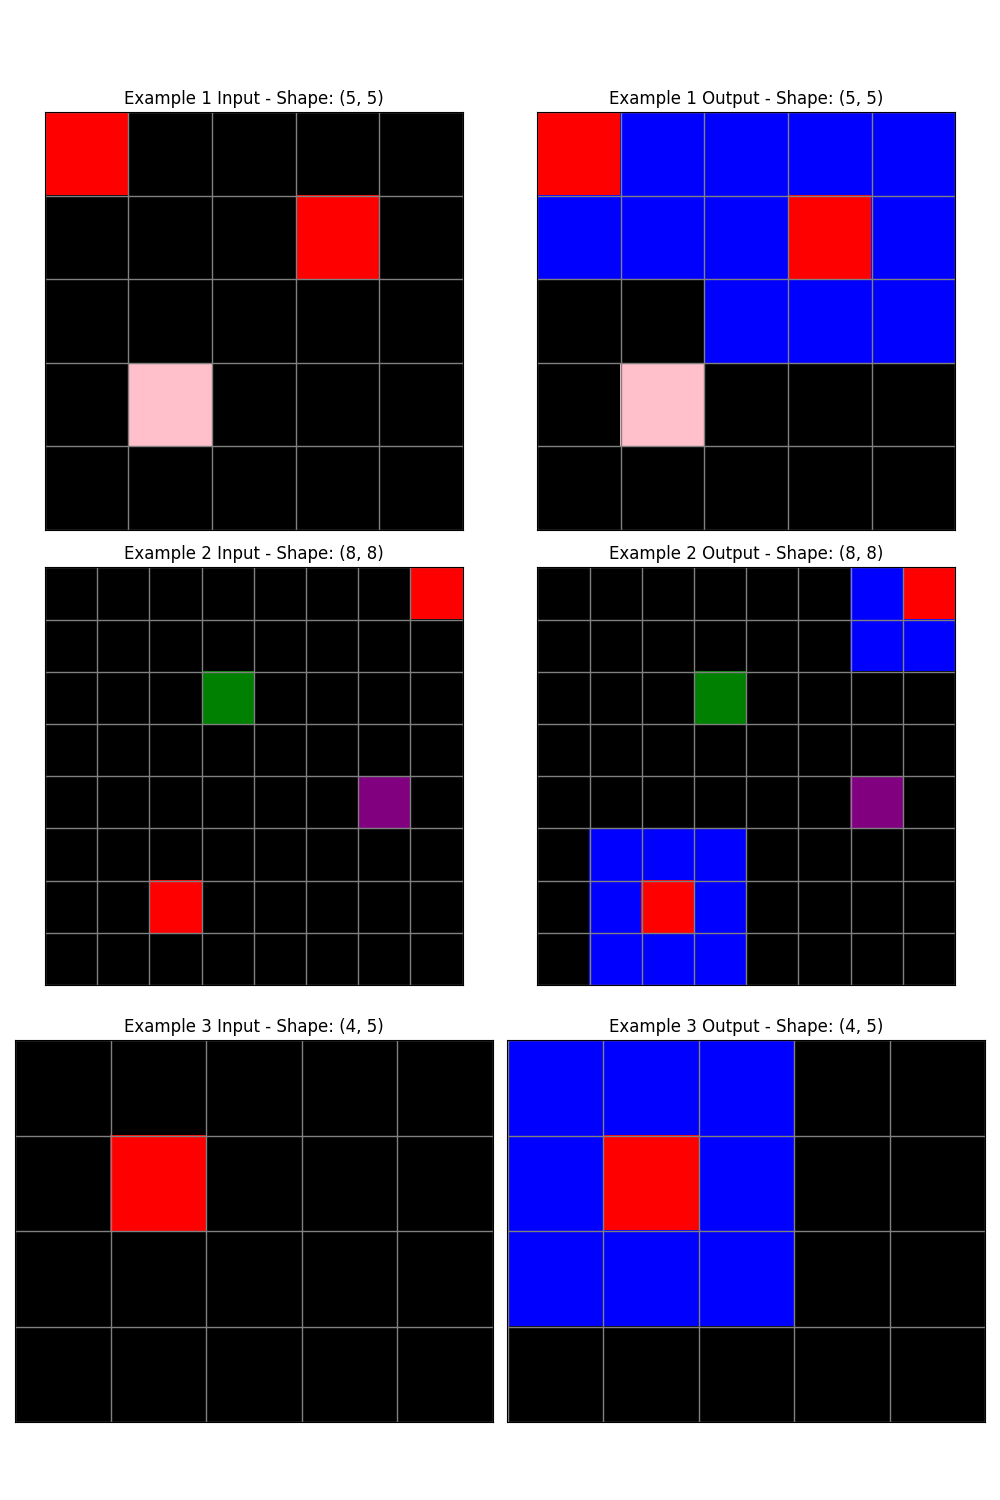 Example 1 Input - Shape: (5, 5)
Example 1 Output - Shape: (5, 5)
Example 2 Input - Shape: (8, 8)
Example 2 Output - Shape: (8, 8)
Example 3 Input - Shape: (4, 5)
Example 3 Output - Shape: (4, 5)